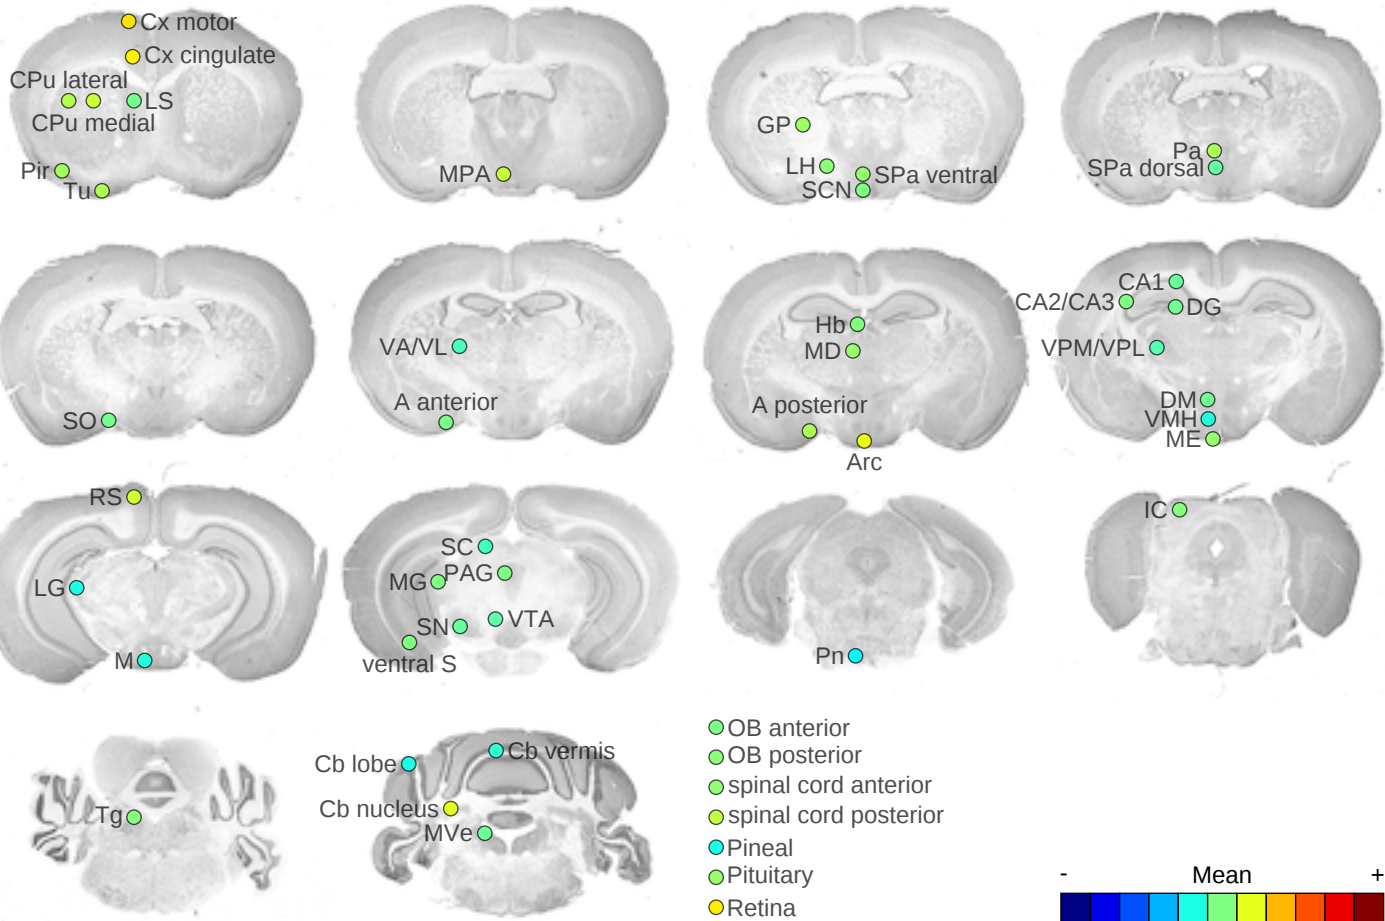 Cx motor
Cx cingulate
CPu lateral
LS
CPu medial
Pir
Tu
MPA
GP
LH
SPa ventral
SCN
Pa
SPa dorsal
SO
VA/VL
A anterior
Hb
MD
A posterior
Arc
CA1
CA2/CA3
DG
VPM/VPL
DM
VMH
ME
RS
LG
M
SC
PAG
MG
SN
VTA
ventral S
Pn
IC
Tg
Cb lobe
Cb vermis
Cb nucleus
MVe
OB anterior
OB posterior
spinal cord anterior
spinal cord posterior
Pineal
Pituitary
Retina
- Mean +